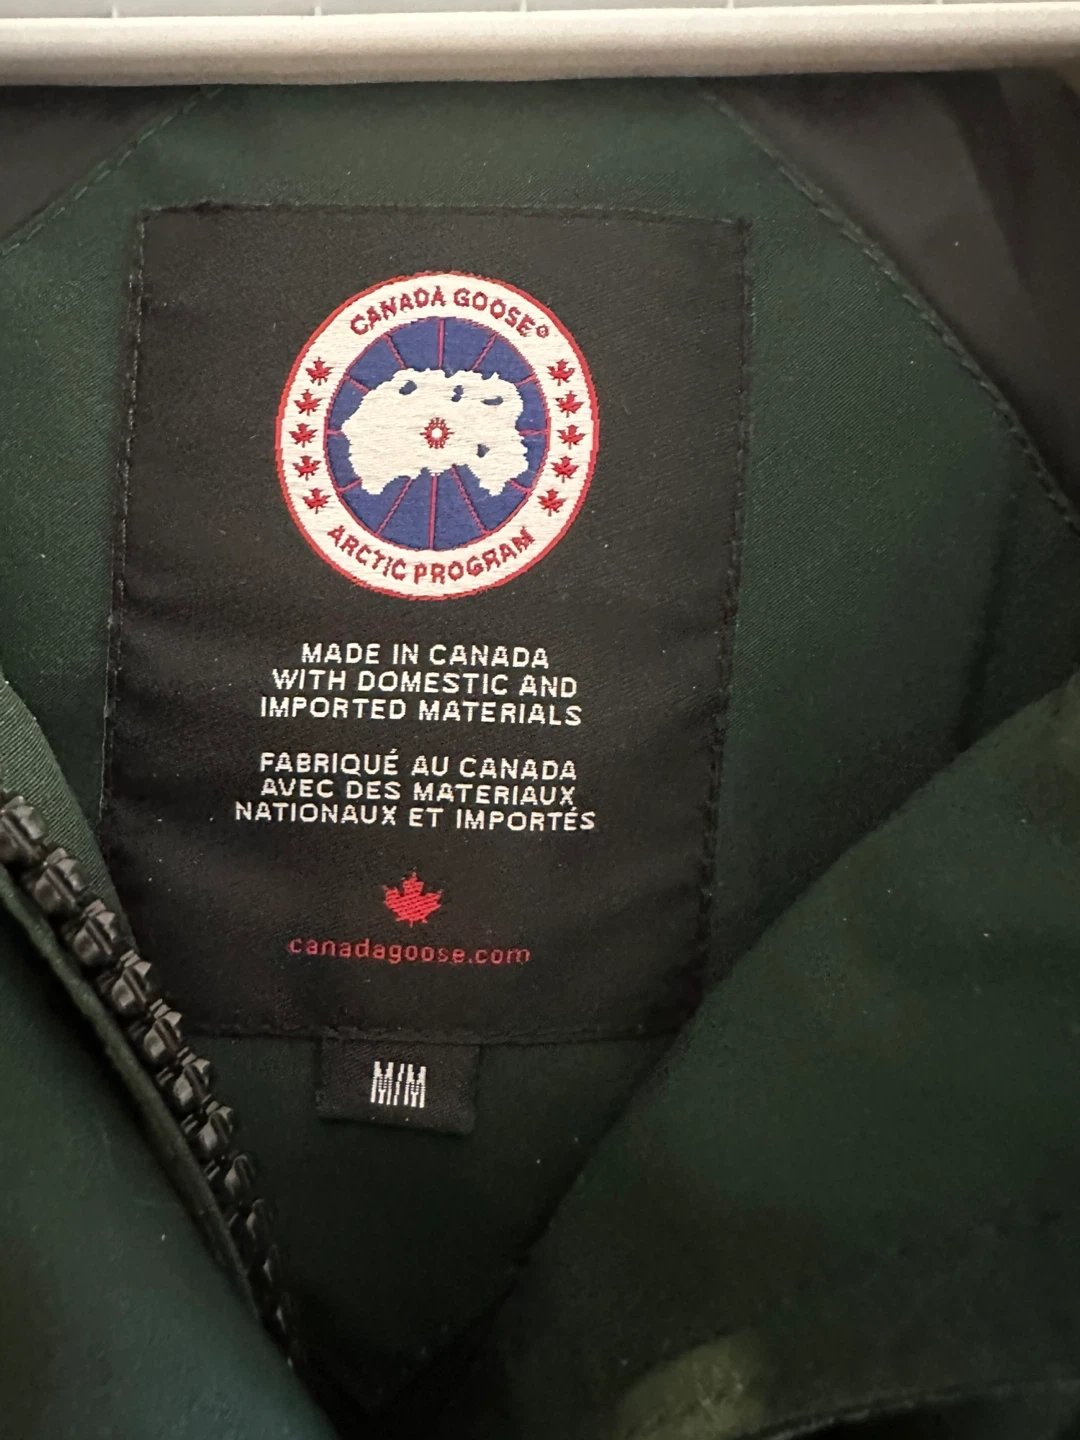 CANADA GOOSE®
ARCTIC PROGRAM
MADE IN CANADA
WITH DOMESTIC AND
IMPORTED MATERIALS
FABRIQUÉ AU CANADA
AVEC DES MATERIAUX
NATIONAUX ET IMPORTÉS
canadagoose.com
M/M